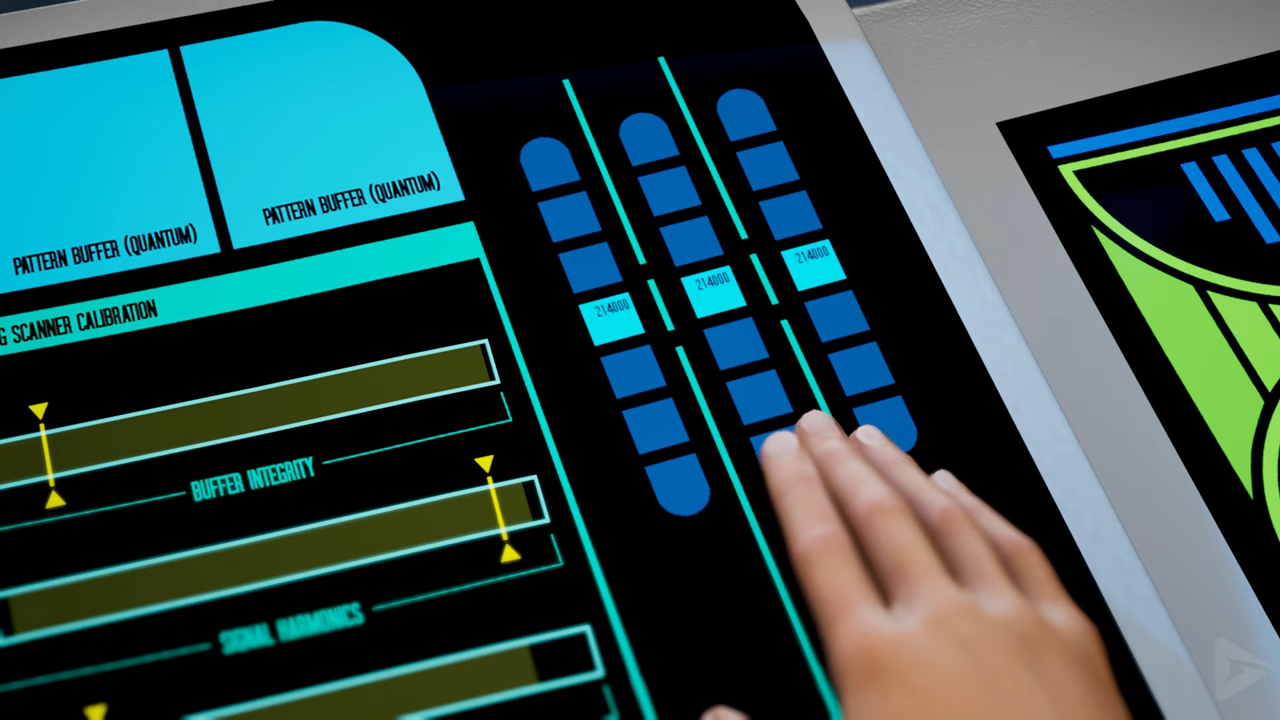 PATTERN BUFFER (QUANTUM)
PATTERN BUFFER (QUANTUM)
G SCANNER CALIBRATION
214000
214000
214000
BUFFER INTEGRITY
SIGNAL HARMONICS